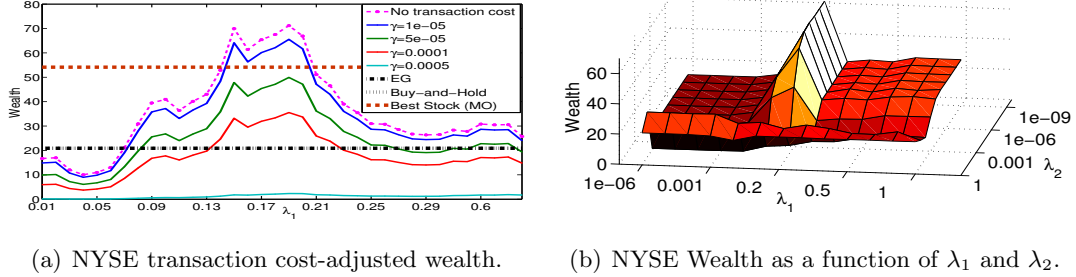 80
70
60
50
40
30
20
10
0
Wealth
0.01 0.05 0.09 0.13 0.17 0.21 0.25 0.29 0.6
λ_1
No transaction cost
γ=1e−05
γ=5e−05
γ=0.0001
γ=0.0005
EG
Buy−and−Hold
Best Stock (MO)
60
40
20
0
Wealth
1e−06 0.001 0.2 0.5 1
λ_1
1e−09
1e−06
0.001
1
λ_2
(a) NYSE transaction cost-adjusted wealth.
(b) NYSE Wealth as a function of λ1 and λ2.